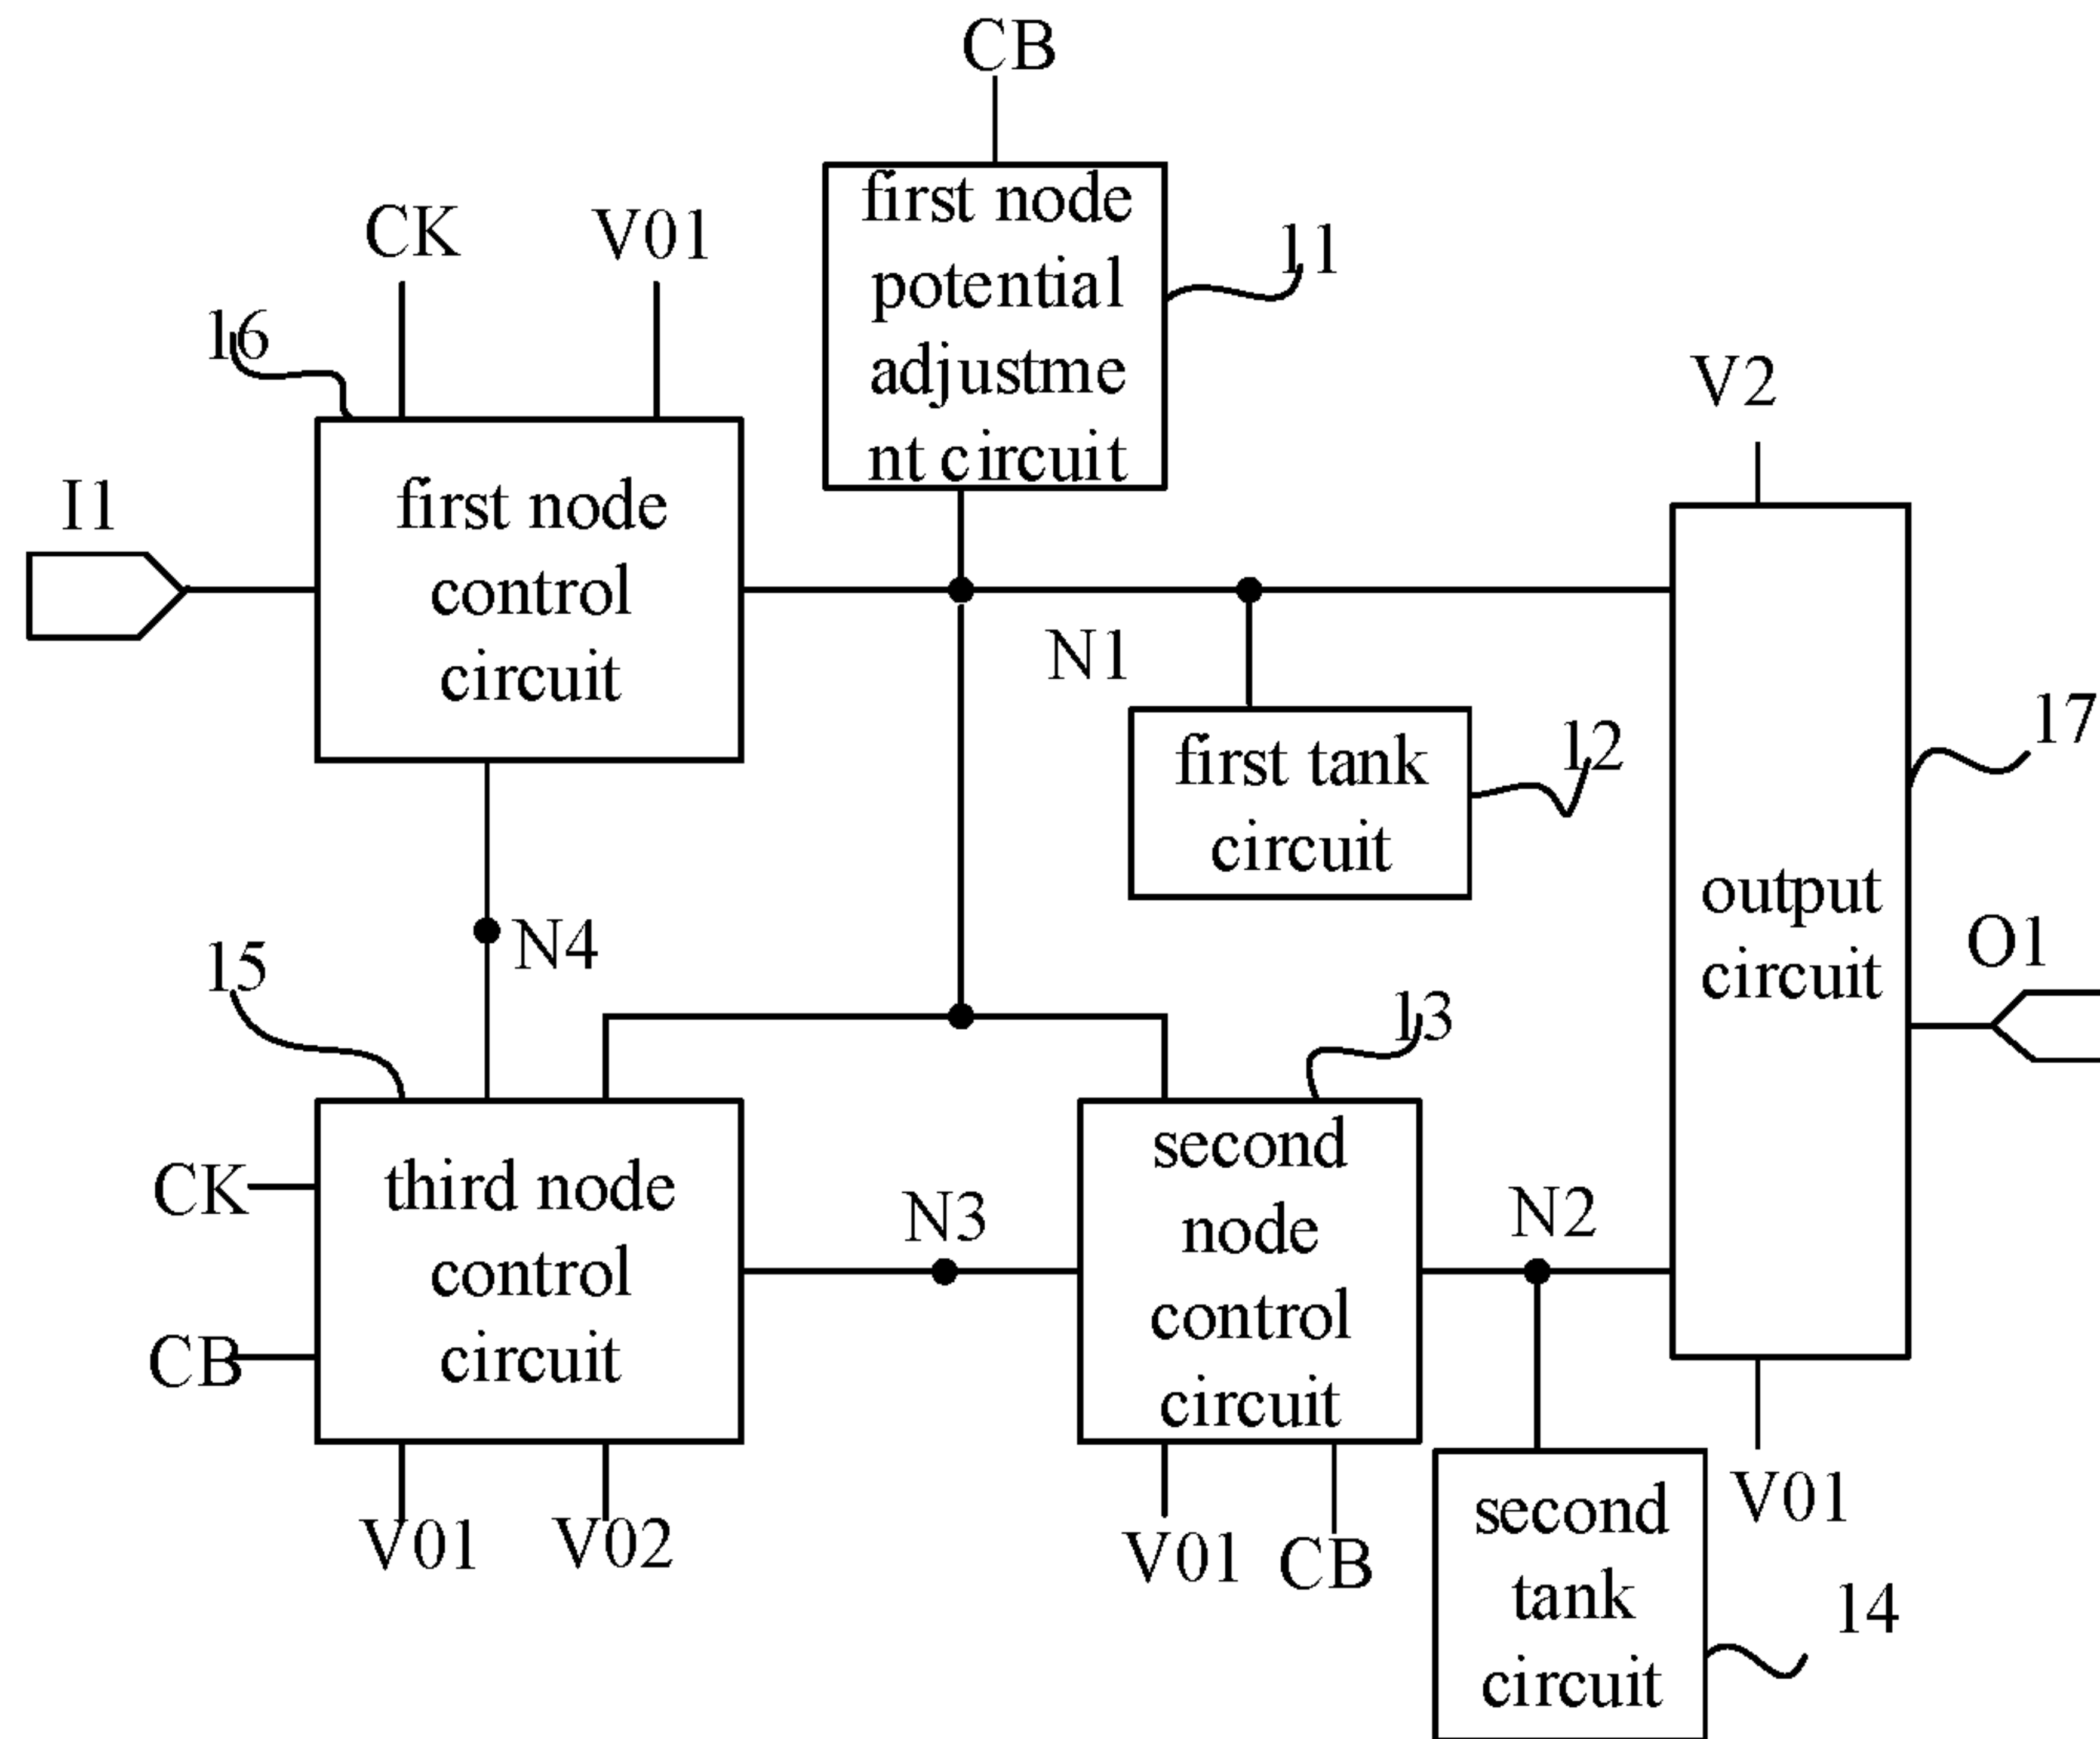 CB
first node
potential
adjustme
nt circuit
11
CK
V01
16
I1
first node
control
circuit
V2
N1
first tank
circuit
12
17
output
circuit
O1
N4
15
13
CK
CB
third node
control
circuit
N3
second
node
control
circuit
N2
V01
V02
V01
CB
second
tank
circuit
V01
14